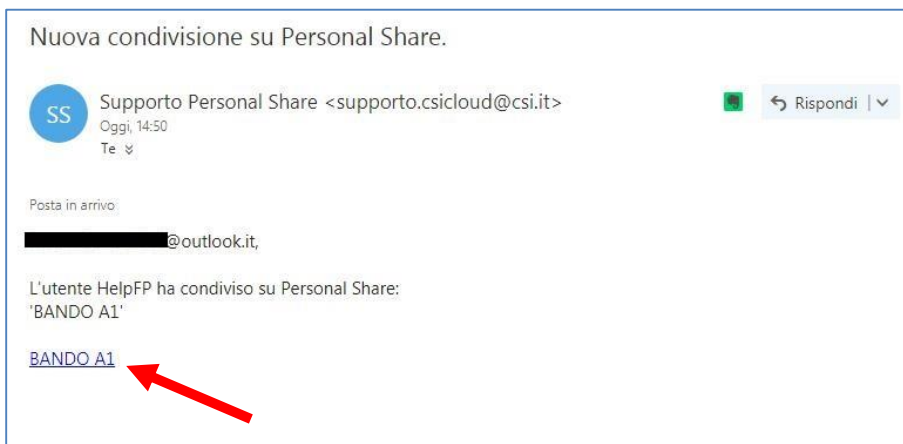 Nuova condivisione su Personal Share.
SS
Supporto Personal Share <supporto.csicloud@csi.it>
Rispondi
Oggi, 14:50
Te
Posta in arrivo
@outlook.it,
L'utente HelpFP ha condiviso su Personal Share:
'BANDO A1'
BANDO A1